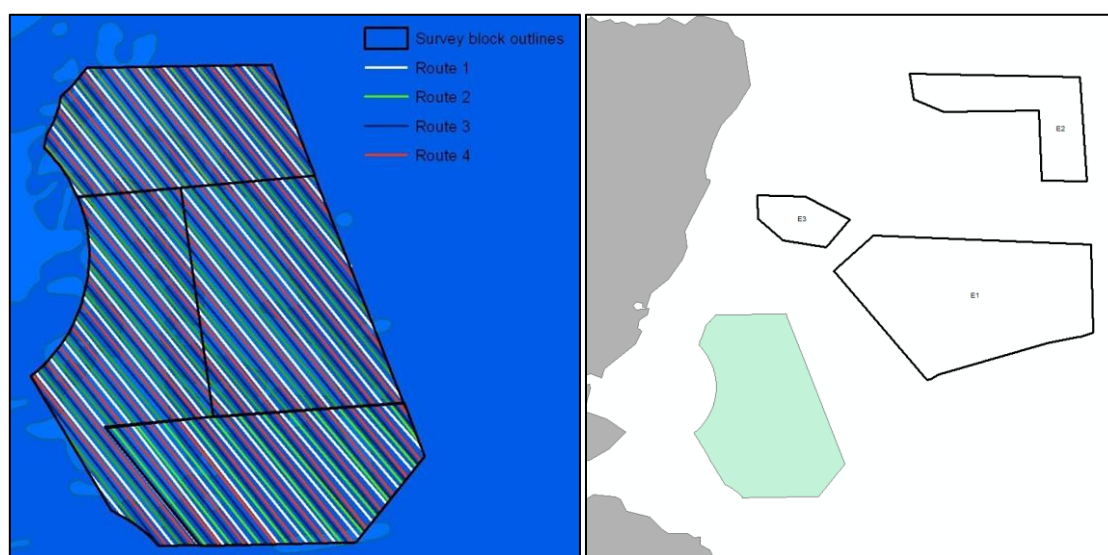 Survey block outlines
Route 1
Route 2
Route 3
Route 4
E2
E3
E1